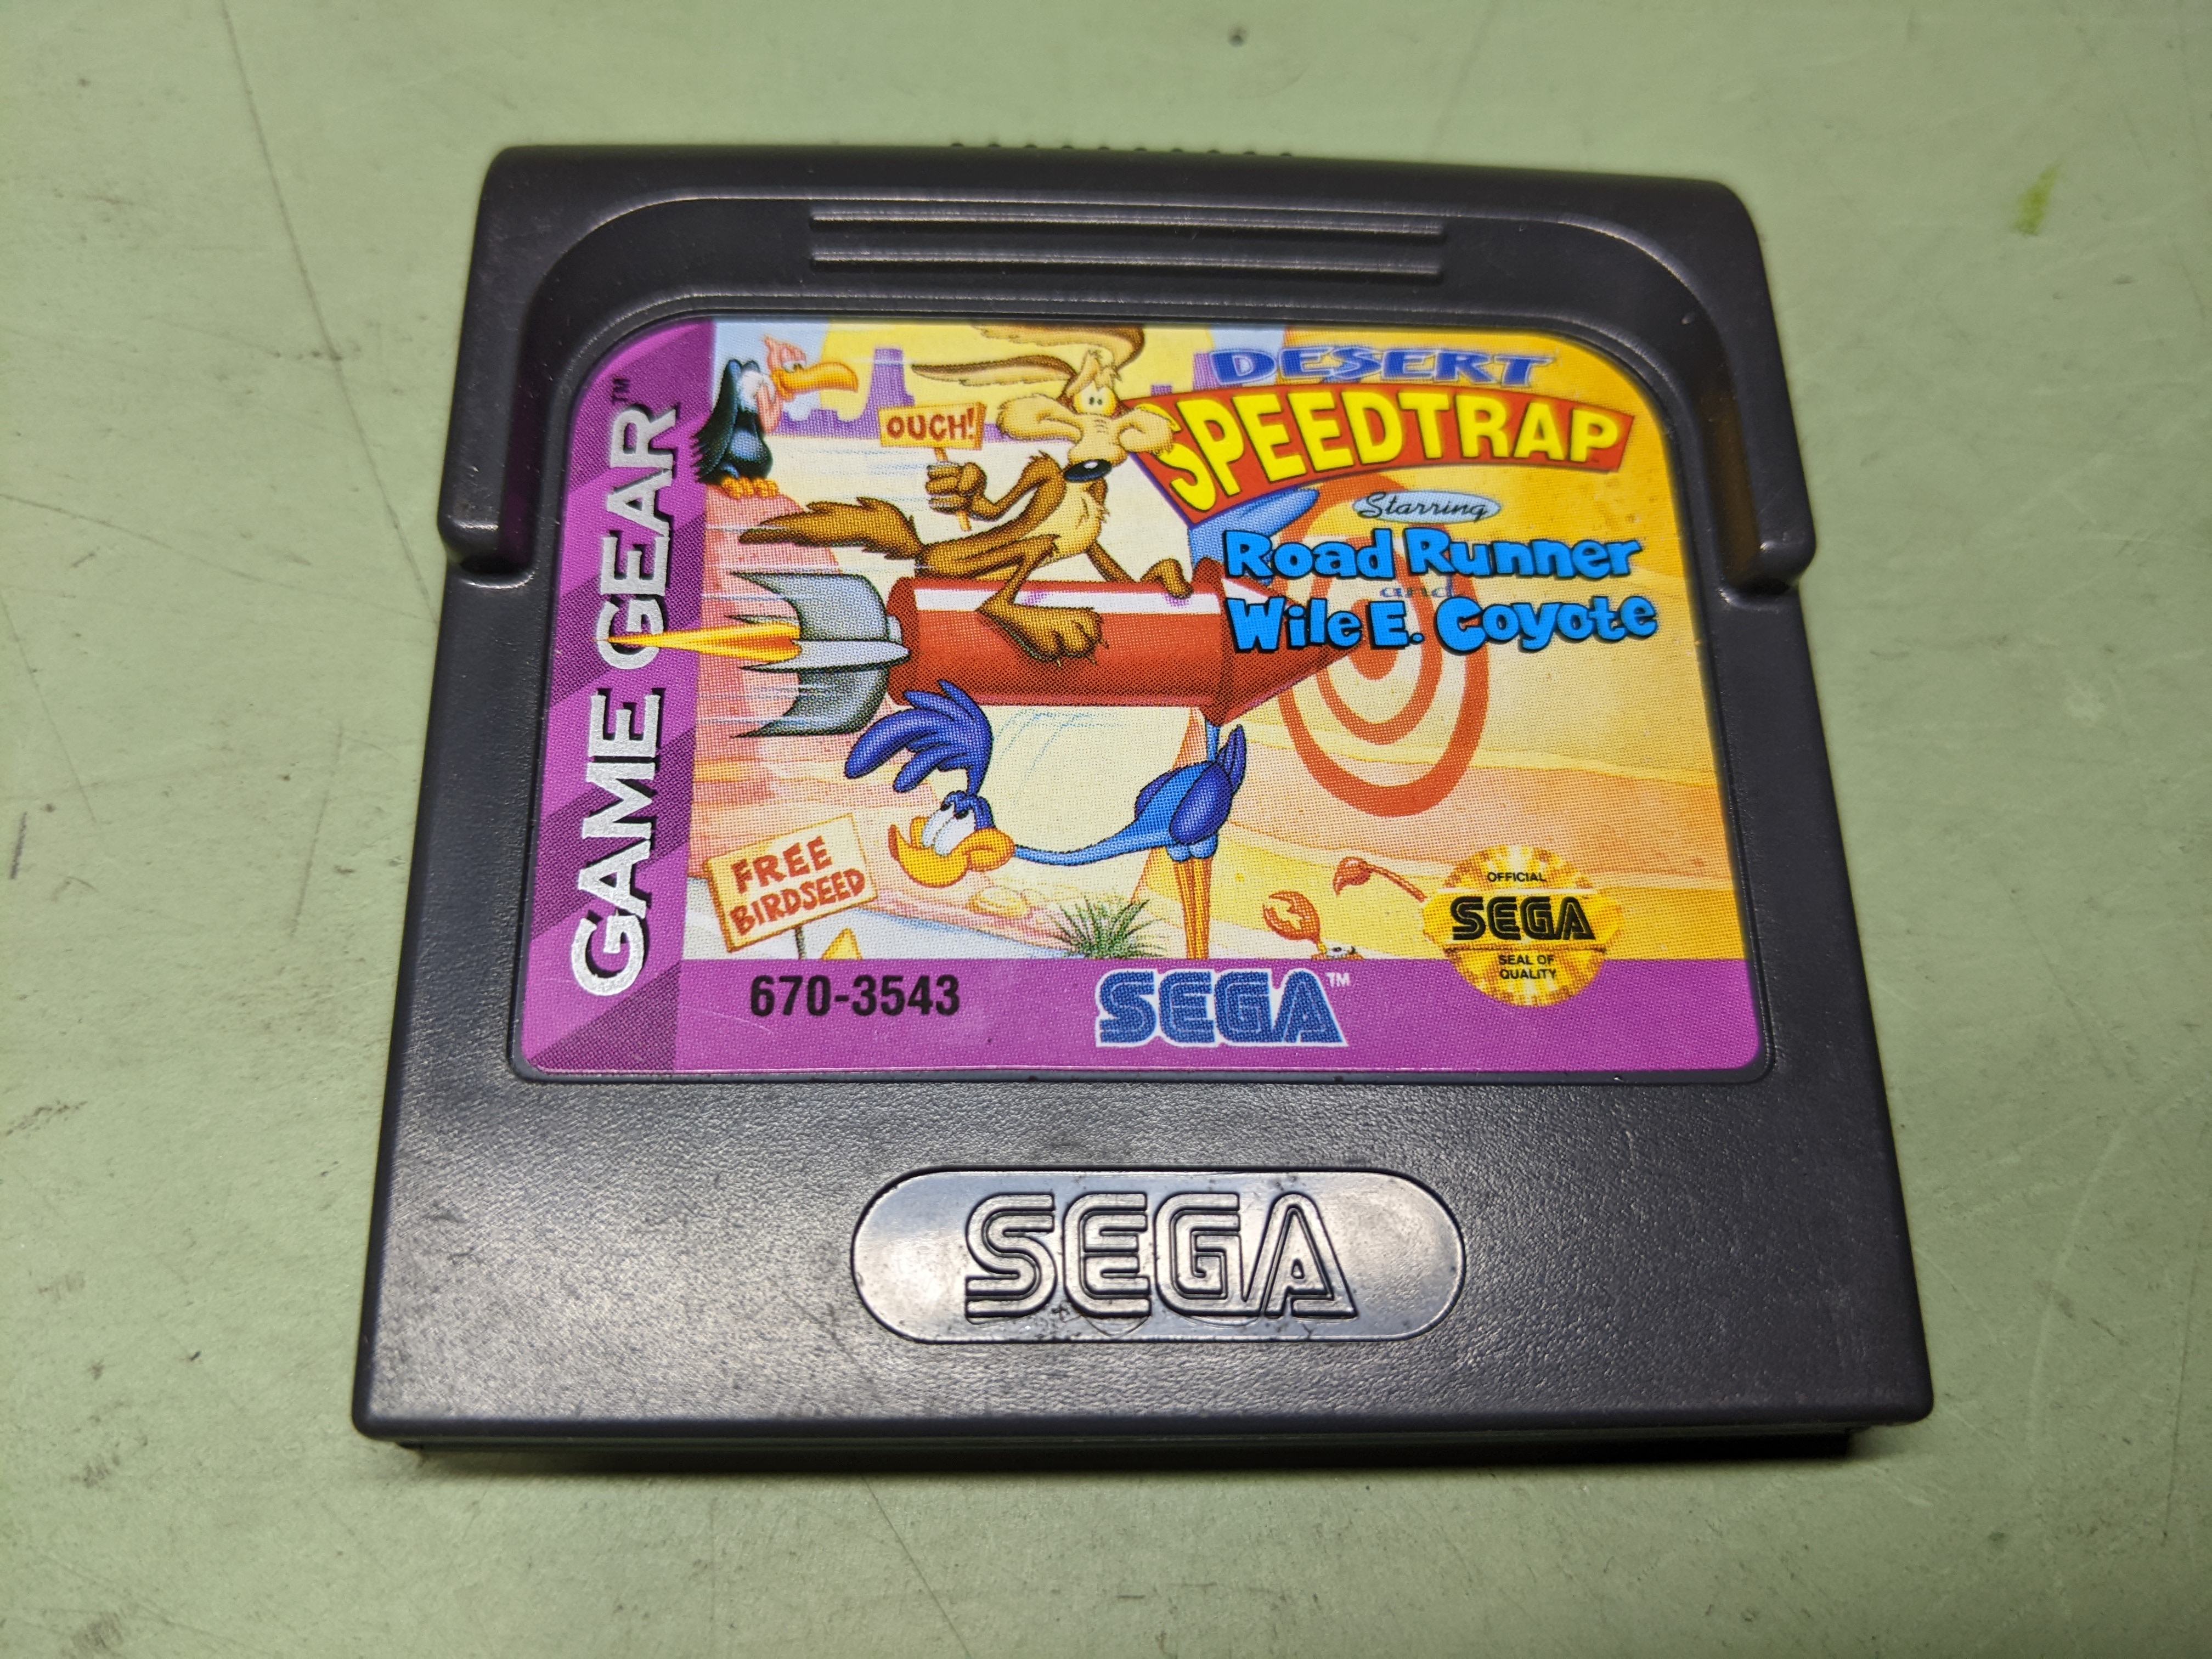 GAME GEAR™
OUCH!
DESERT
SPEEDTRAP
Starring
Road Runner
and
Wile E. Coyote
FREE
BIRDSEED
OFFICIAL
SEGA
SEAL OF
QUALITY
670-3543
SEGA™
SEGA